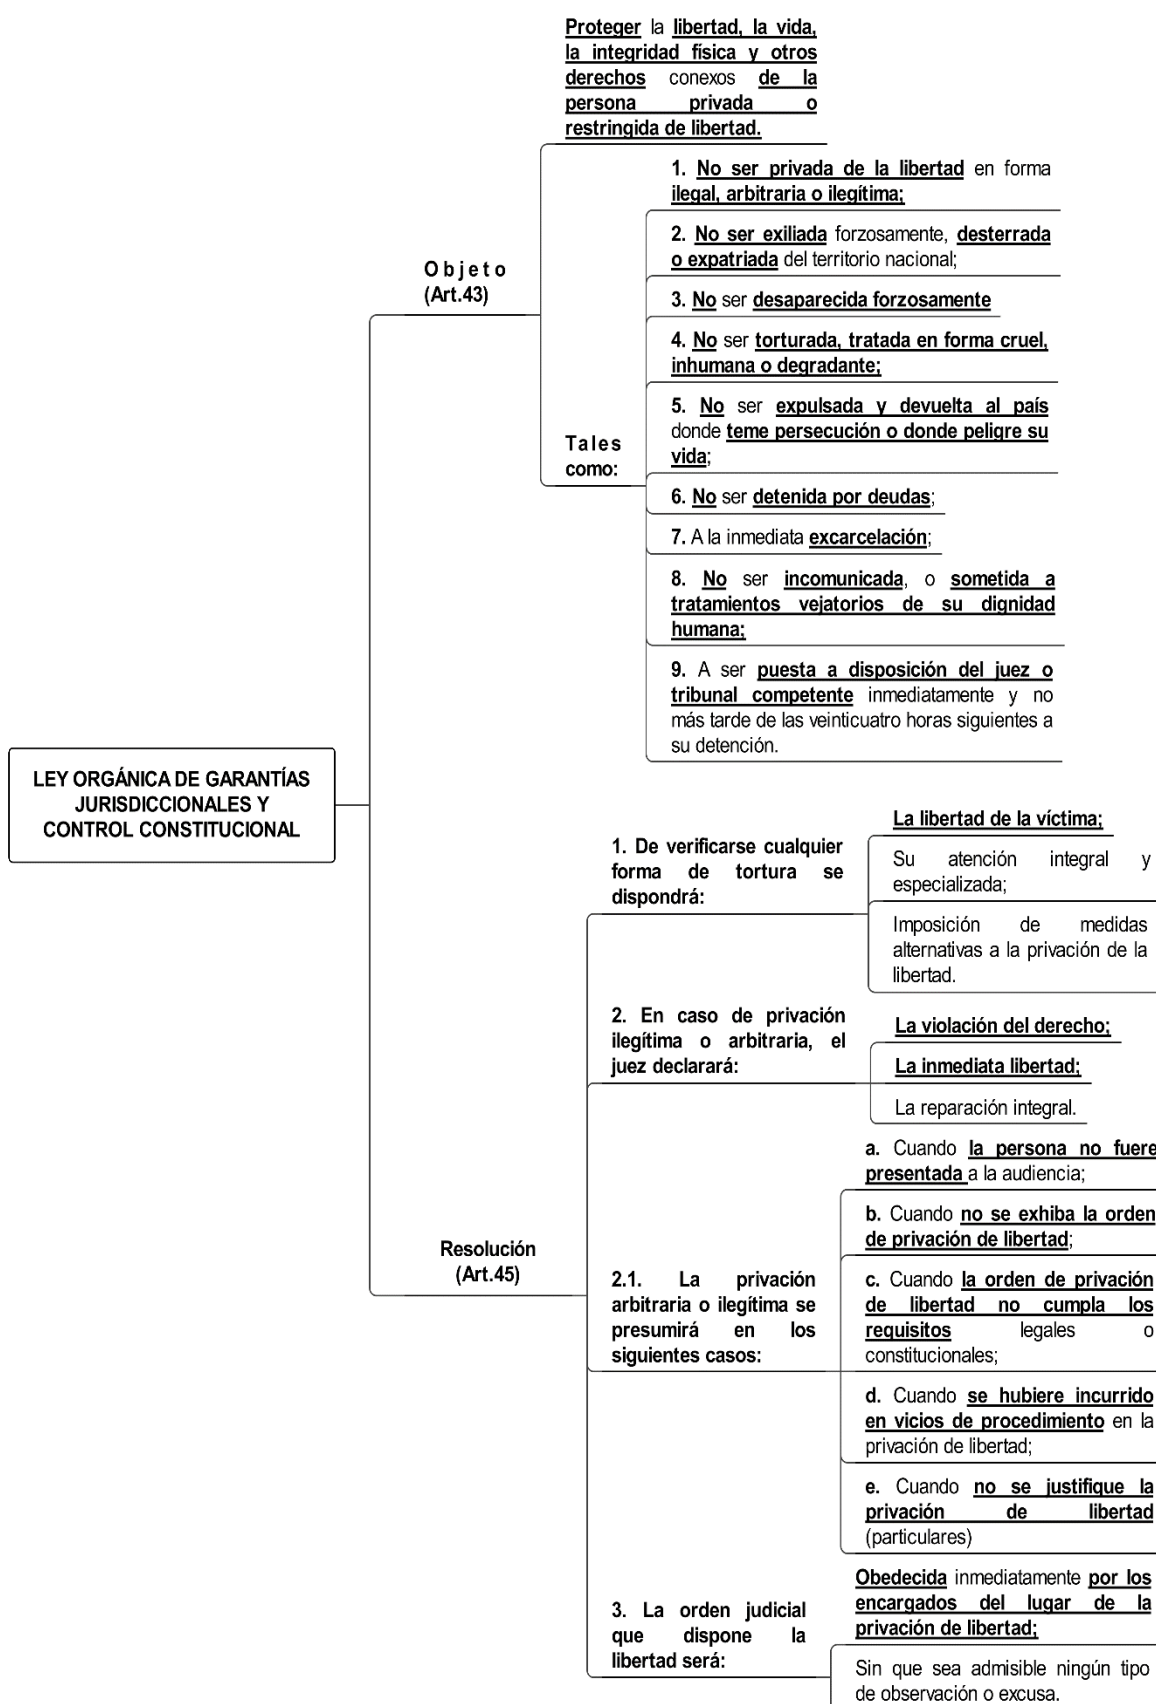 Proteger la libertad, la vida,
la integridad física y otros
derechos conexos de la
persona privada o
restringida de libertad.
Objeto
(Art.43)
Tales
como:
1. No ser privada de la libertad en forma
ilegal, arbitraria o ilegítima;
2. No ser exiliada forzosamente, desterrada
o expatriada del territorio nacional;
3. No ser desaparecida forzosamente
4. No ser torturada, tratada en forma cruel,
inhumana o degradante;
5. No ser expulsada y devuelta al país
donde teme persecución o donde peligre su
vida;
6. No ser detenida por deudas;
7. A la inmediata excarcelación;
8. No ser incomunicada, o sometida a
tratamientos vejatorios de su dignidad
humana;
9. A ser puesta a disposición del juez o
tribunal competente inmediatamente y no
más tarde de las veinticuatro horas siguientes a
su detención.
LEY ORGÁNICA DE GARANTÍAS
JURISDICCIONALES Y
CONTROL CONSTITUCIONAL
Resolución
(Art.45)
1. De verificarse cualquier
forma de tortura se
dispondrá:
La libertad de la víctima;
Su atención integral y
especializada;
Imposición de medidas
alternativas a la privación de la
libertad.
2. En caso de privación
ilegítima o arbitraria, el
juez declarará:
La violación del derecho;
La inmediata libertad;
La reparación integral.
2.1. La privación
arbitraria o ilegítima se
presumirá en los
siguientes casos:
a. Cuando la persona no fuere
presentada a la audiencia;
b. Cuando no se exhiba la orden
de privación de libertad;
c. Cuando la orden de privación
de libertad no cumpla los
requisitos legales o
constitucionales;
d. Cuando se hubiere incurrido
en vicios de procedimiento en la
privación de libertad;
e. Cuando no se justifique la
privación de libertad
(particulares)
3. La orden judicial
que dispone la
libertad será:
Obedecida inmediatamente por los
encargados del lugar de la
privación de libertad;
Sin que sea admisible ningún tipo
de observación o excusa.